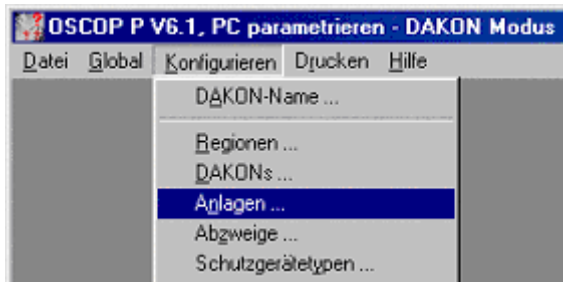 OSCOP P V6.1, PC parametrieren - DAKON Modus
Datei Global Konfigurieren Drucken Hilfe
DAKON-Name ...
Regionen ...
DAKONs ...
Anlagen ...
Abzweige ...
Schutzgerätetypen ...